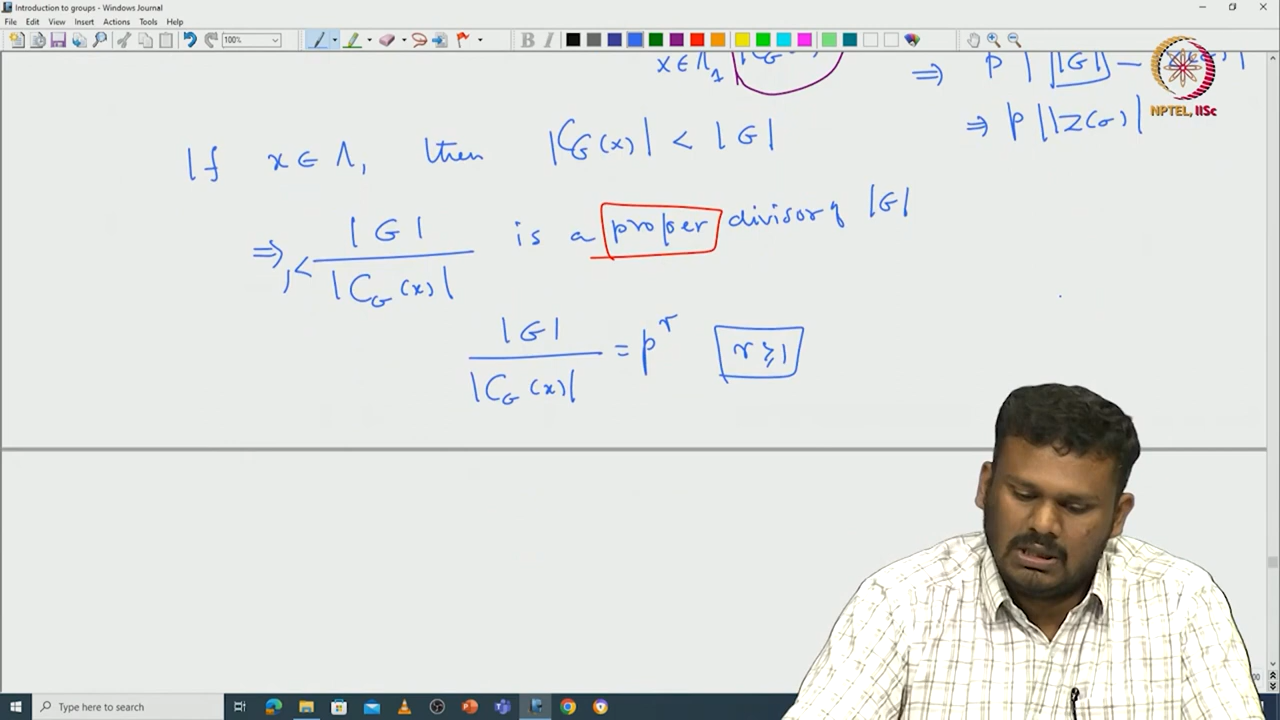 Introduction to groups - Windows Journal
File Edit View Insert Actions Tools Help
100%
B I
NPTEL, IISc
x ∈ Λ₁
⇒ p | |G| −
⇒ p | |Z(G)|
If x ∈ Λ₁ then |C_G(x)| < |G|
⇒ 1 < |G| / |C_G(x)| is a proper divisor of |G|
|G| / |C_G(x)| = p^r r ≥ 1
Type here to search